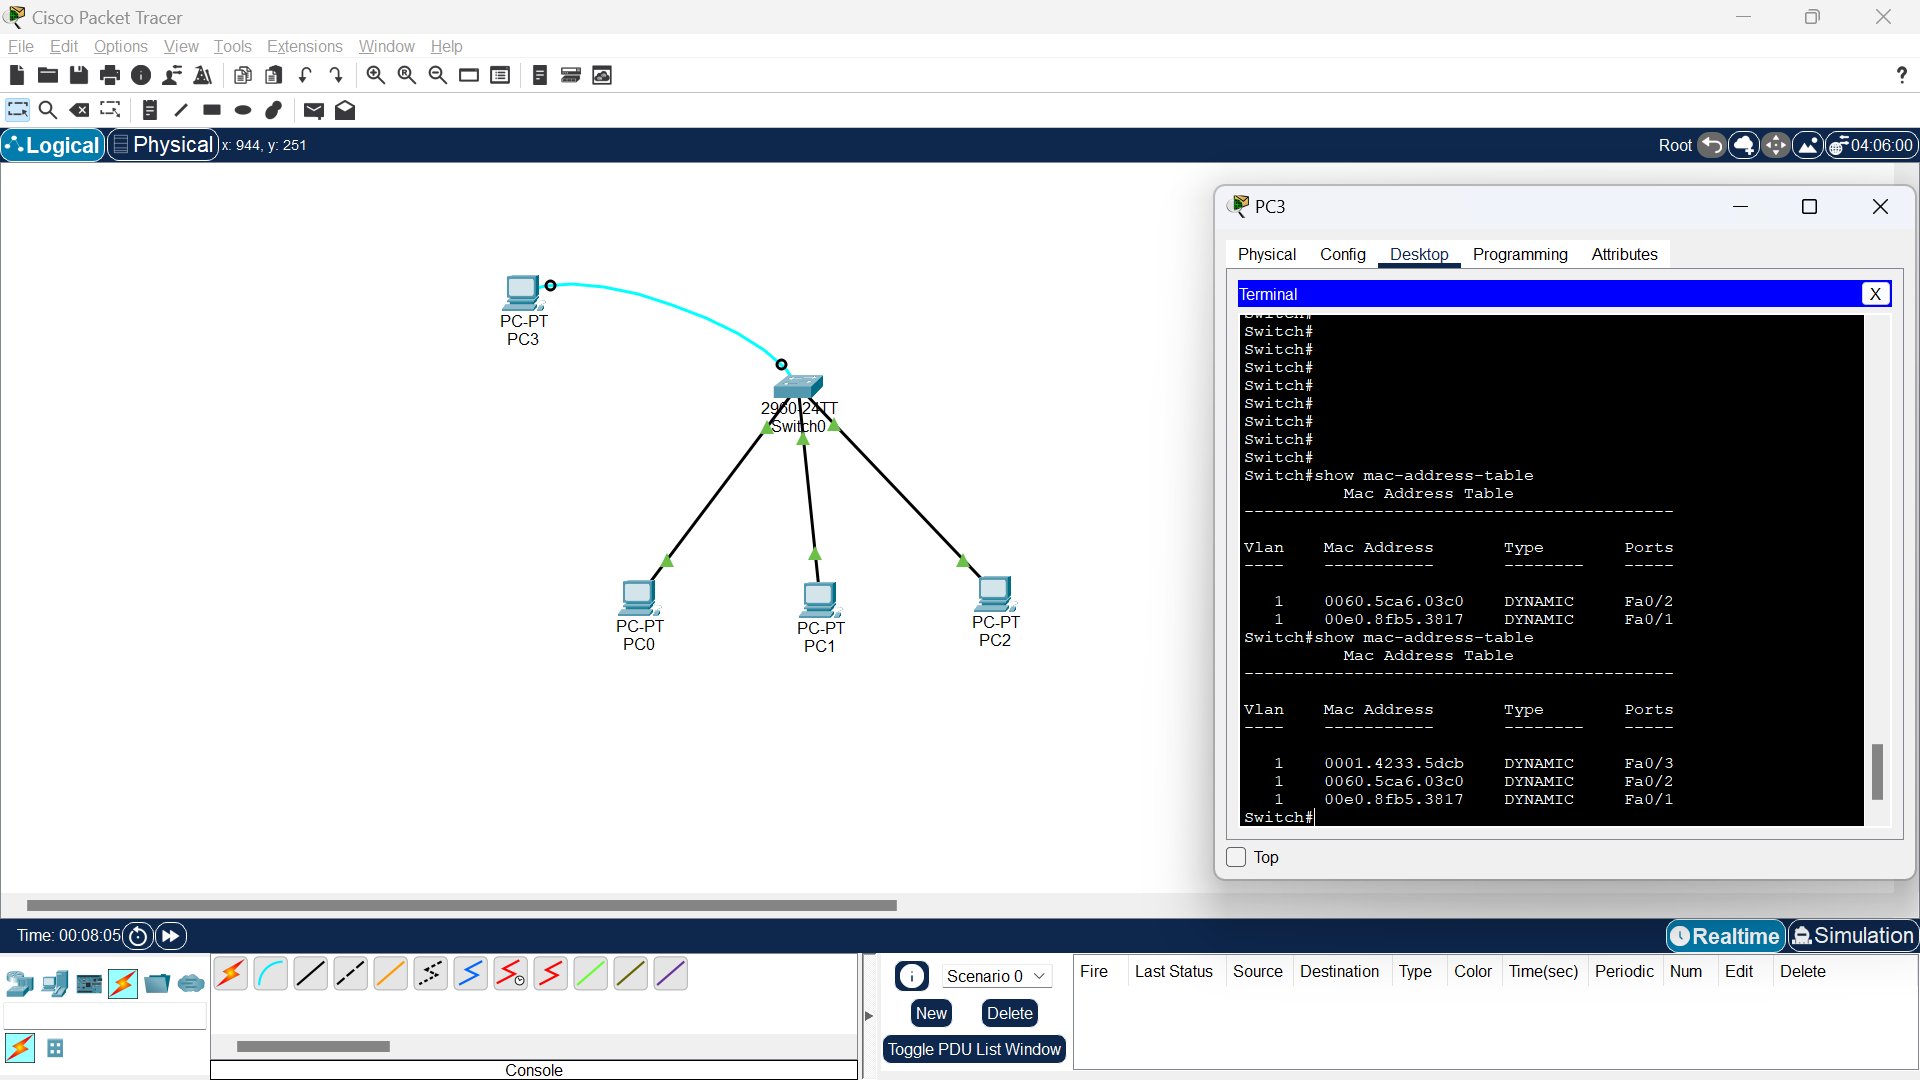 Cisco Packet Tracer
File Edit Options View Tools Extensions Window Help
?
Logical Physical x: 944, y: 251 Root 04:06:00
PC3
Physical Config Desktop Programming Attributes
Terminal X
Switch#
Switch#
Switch#
Switch#
Switch#
Switch#
Switch#
Switch#
Switch#
Switch#show mac-address-table
Mac Address Table
-------------------------------------------
Vlan Mac Address Type Ports
---- ----------- -------- -----
1 0060.5ca6.03c0 DYNAMIC Fa0/2
1 00e0.8fb5.3817 DYNAMIC Fa0/1
Switch#show mac-address-table
Mac Address Table
-------------------------------------------
Vlan Mac Address Type Ports
---- ----------- -------- -----
1 0001.4233.5dcb DYNAMIC Fa0/3
1 0060.5ca6.03c0 DYNAMIC Fa0/2
1 00e0.8fb5.3817 DYNAMIC Fa0/1
Switch#
Top
PC-PT
PC3
2960-24TT
Switch0
PC-PT
PC0
PC-PT
PC1
PC-PT
PC2
Time: 00:08:05 Realtime Simulation
Scenario 0
New Delete
Toggle PDU List Window
Fire Last Status Source Destination Type Color Time(sec) Periodic Num Edit Delete
Console